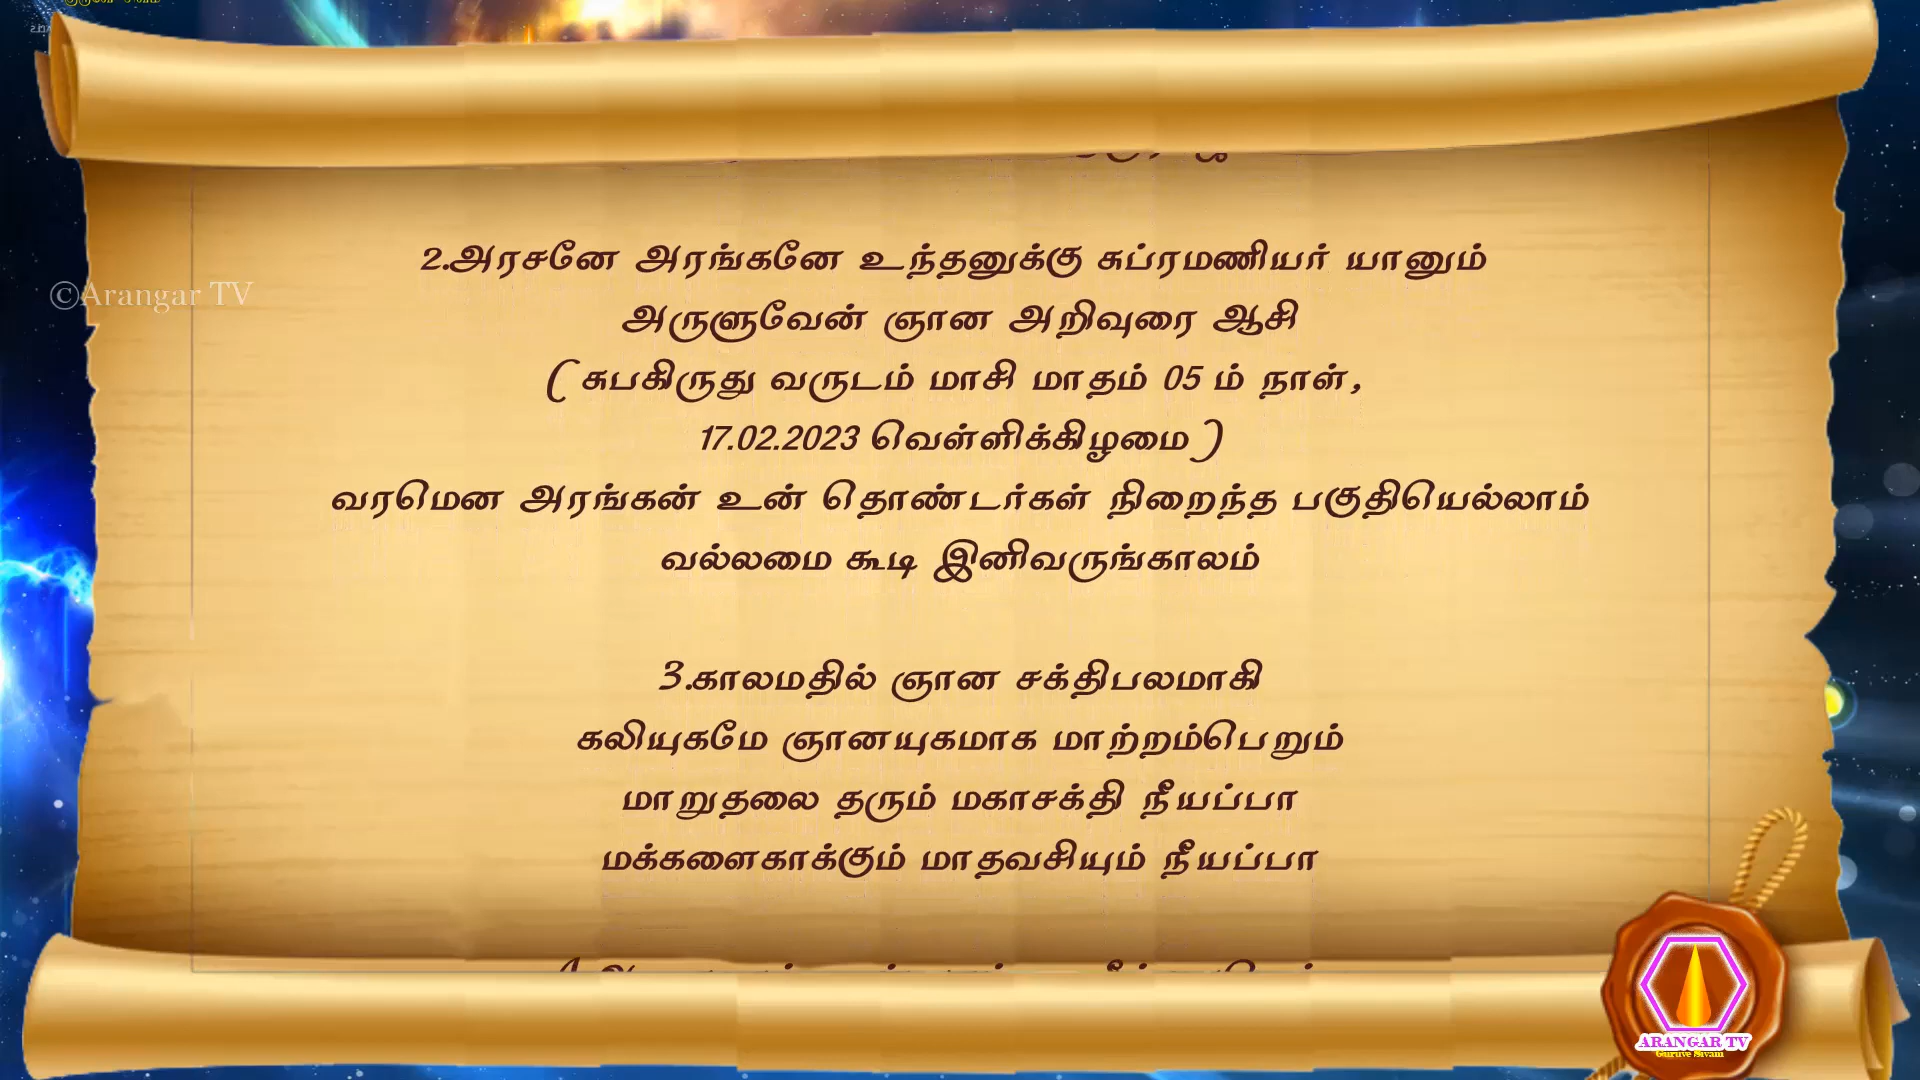 2.அரசனே அரங்கனே உந்தனுக்கு சுப்ரமணியர் யானும்
©Arangar TV
அருளுவேன் ஞான அறிவுரை ஆசி
( சுபகிருது வருடம் மாசி மாதம் 05 ம் நாள்,
17.02.2023 வெள்ளிக்கிழமை )
வரமென அரங்கன் உன் தொண்டர்கள் நிறைந்த பகுதியெல்லாம்
வல்லமை கூடி இனிவருங்காலம்
3.காலமதில் ஞான சக்திபலமாகி
கலியுகமே ஞானயுகமாக மாற்றம்பெறும்
மாறுதலை தரும் மகாசக்தி நீயப்பா
மக்களைகாக்கும் மாதவசியும் நீயப்பா
ARANGAR TV
Guruve Sivam